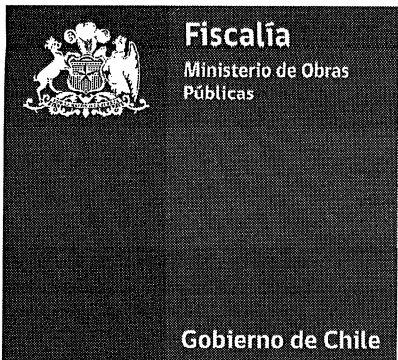 Fiscalía
Ministerio de Obras
Públicas
Gobierno de Chile